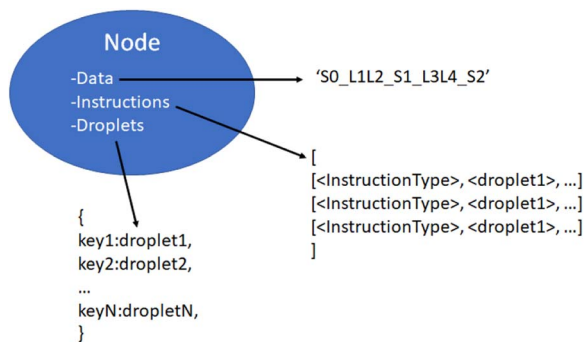 Node
-Data
-Instructions
-Droplets
‘S0_L1L2_S1_L3L4_S2’
[
[<InstructionType>, <droplet1>, ...]
[<InstructionType>, <droplet1>, ...]
[<InstructionType>, <droplet1>, ...]
]
{
key1:droplet1,
key2:droplet2,
...
keyN:dropletN,
}